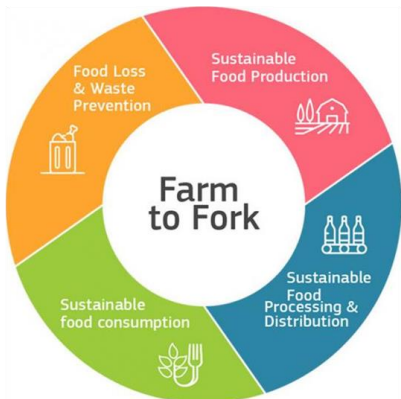 Farm
to Fork
Sustainable
Food Production
Sustainable
Food
Processing &
Distribution
Sustainable
food consumption
Food Loss
& Waste
Prevention